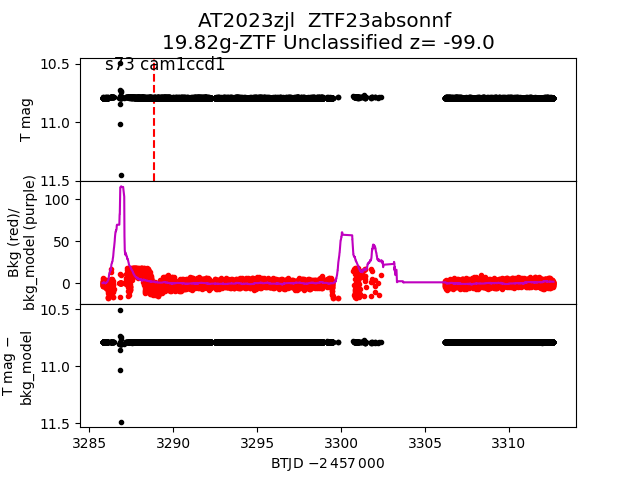 AT2023zjl ZTF23absonnf
19.82g-ZTF Unclassified z= -99.0
s73 cam1ccd1
10.5
11.0
11.5
T mag
100
50
0
Bkg (red)/
bkg_model (purple)
10.5
11.0
11.5
T mag −
bkg_model
3285
3290
3295
3300
3305
3310
BTJD −2 457 000